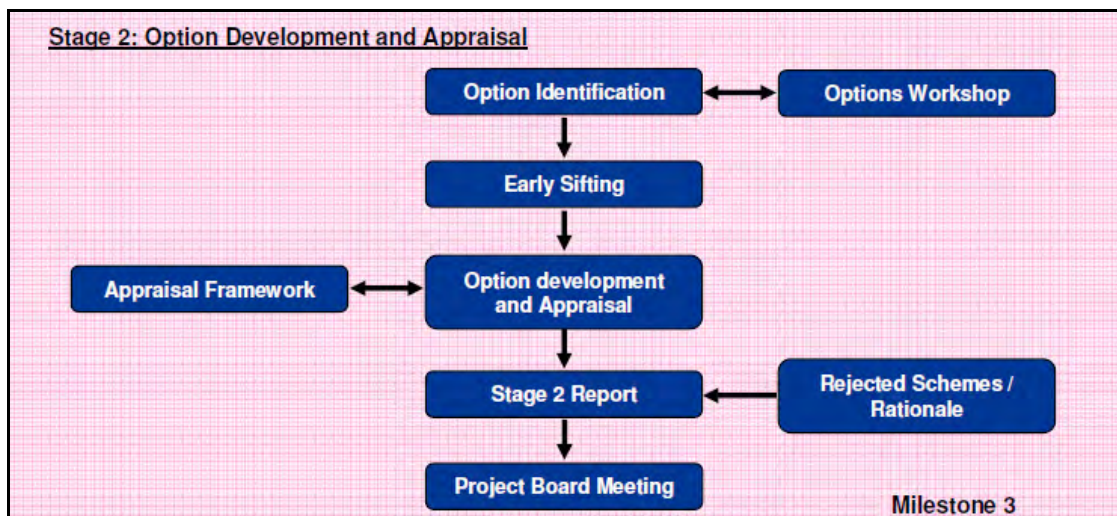 Stage 2: Option Development and Appraisal
Option Identification
Options Workshop
Early Sifting
Appraisal Framework
Option development
and Appraisal
Stage 2 Report
Rejected Schemes /
Rationale
Project Board Meeting
Milestone 3